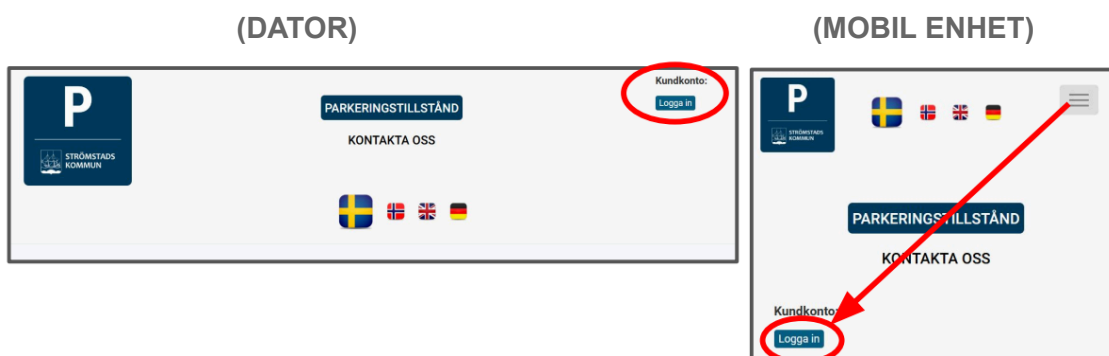 (DATOR)
(MOBIL ENHET)
P
STRÖMSTADS
KOMMUN
PARKERINGSTILLSTÅND
KONTAKTA OSS
Kundkonto:
Logga in
P
STRÖMSTADS
KOMMUN
PARKERINGSTILLSTÅND
KONTAKTA OSS
Kundkonto:
Logga in